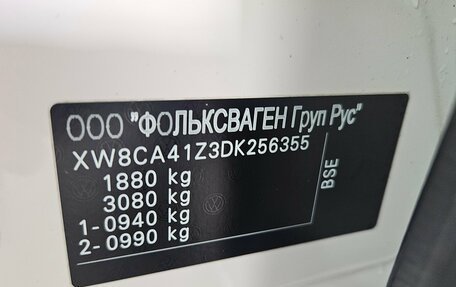 ООО "ФОЛЬКСВАГЕН Груп Рус"
XW8CA41Z3DK256355
1880 kg
3080 kg
1-0940 kg
2-0990 kg
BSE